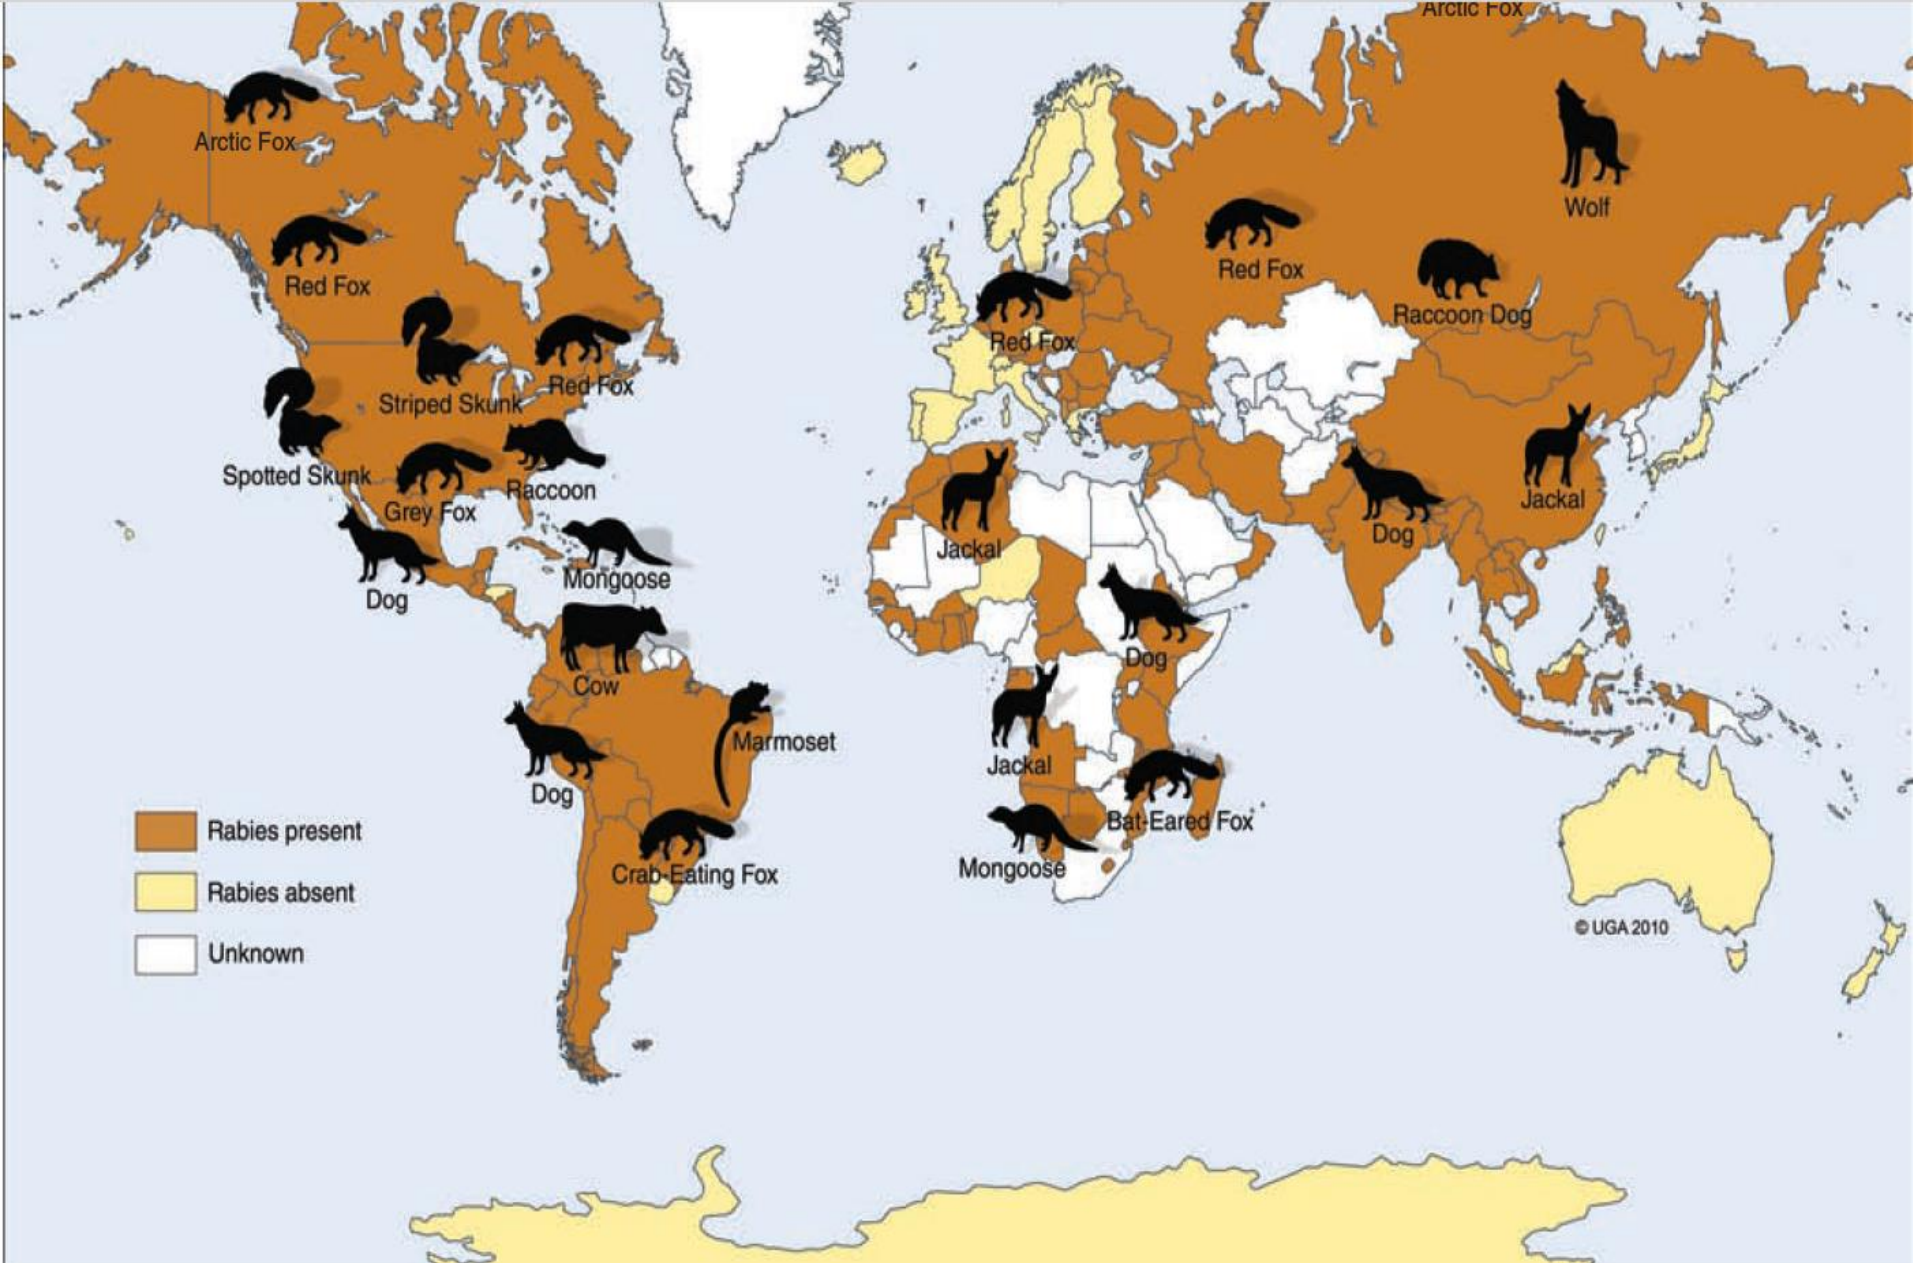 Arctic Fox
Arctic Fox
Wolf
Red Fox
Red Fox
Raccoon Dog
Red Fox
Red Fox
Striped Skunk
Spotted Skunk
Grey Fox
Raccoon
Jackal
Dog
Jackal
Dog
Mongoose
Cow
Dog
Marmoset
Jackal
Dog
Bat-Eared Fox
Mongoose
Crab-Eating Fox
Rabies present
Rabies absent
Unknown
© UGA 2010